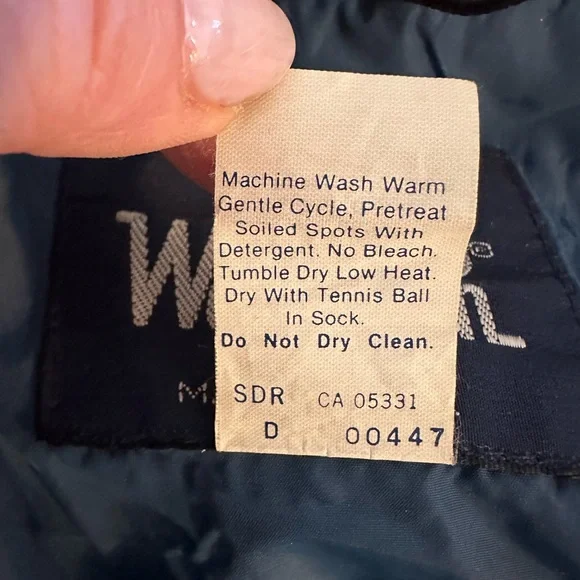 Machine Wash Warm
Gentle Cycle, Pretreat
Soiled Spots With
Detergent. No Bleach.
Tumble Dry Low Heat.
Dry With Tennis Ball
In Sock.
Do Not Dry Clean.
SDR CA 05331
D 00447